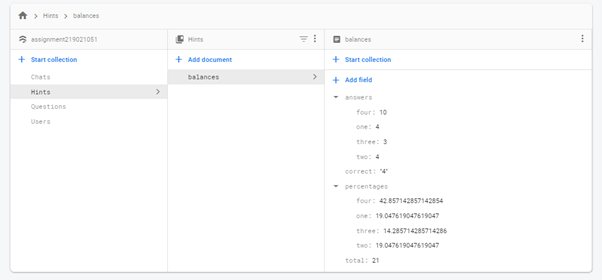 Hints > balances
assignment219021051
Hints
balances
+ Start collection
+ Add document
+ Start collection
Chats
Hints
Questions
Users
balances
+ Add field
answers
four: 10
one: 4
three: 3
two: 4
correct: "4"
percentages
four: 42.857142857142854
one: 19.047619047619047
three: 14.285714285714286
two: 19.047619047619047
total: 21